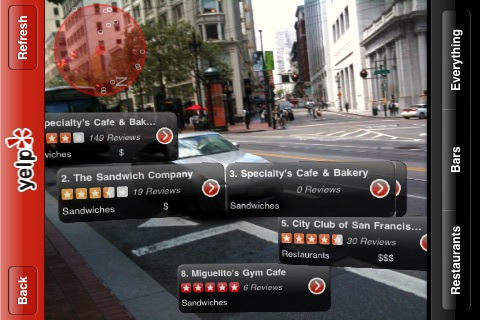 Refresh
yelp
Back
N
pecialty's Cafe & Bak...
149 Reviews
wiches $
2. The Sandwich Company
19 Reviews
Sandwiches $
3. Specialty's Cafe & Bakery
0 Reviews
Sandwiches
5. City Club of San Francis...
30 Reviews
Restaurants $$$
8. Miguelito's Gym Cafe
6 Reviews
Sandwiches
Everything
Bars
Restaurants